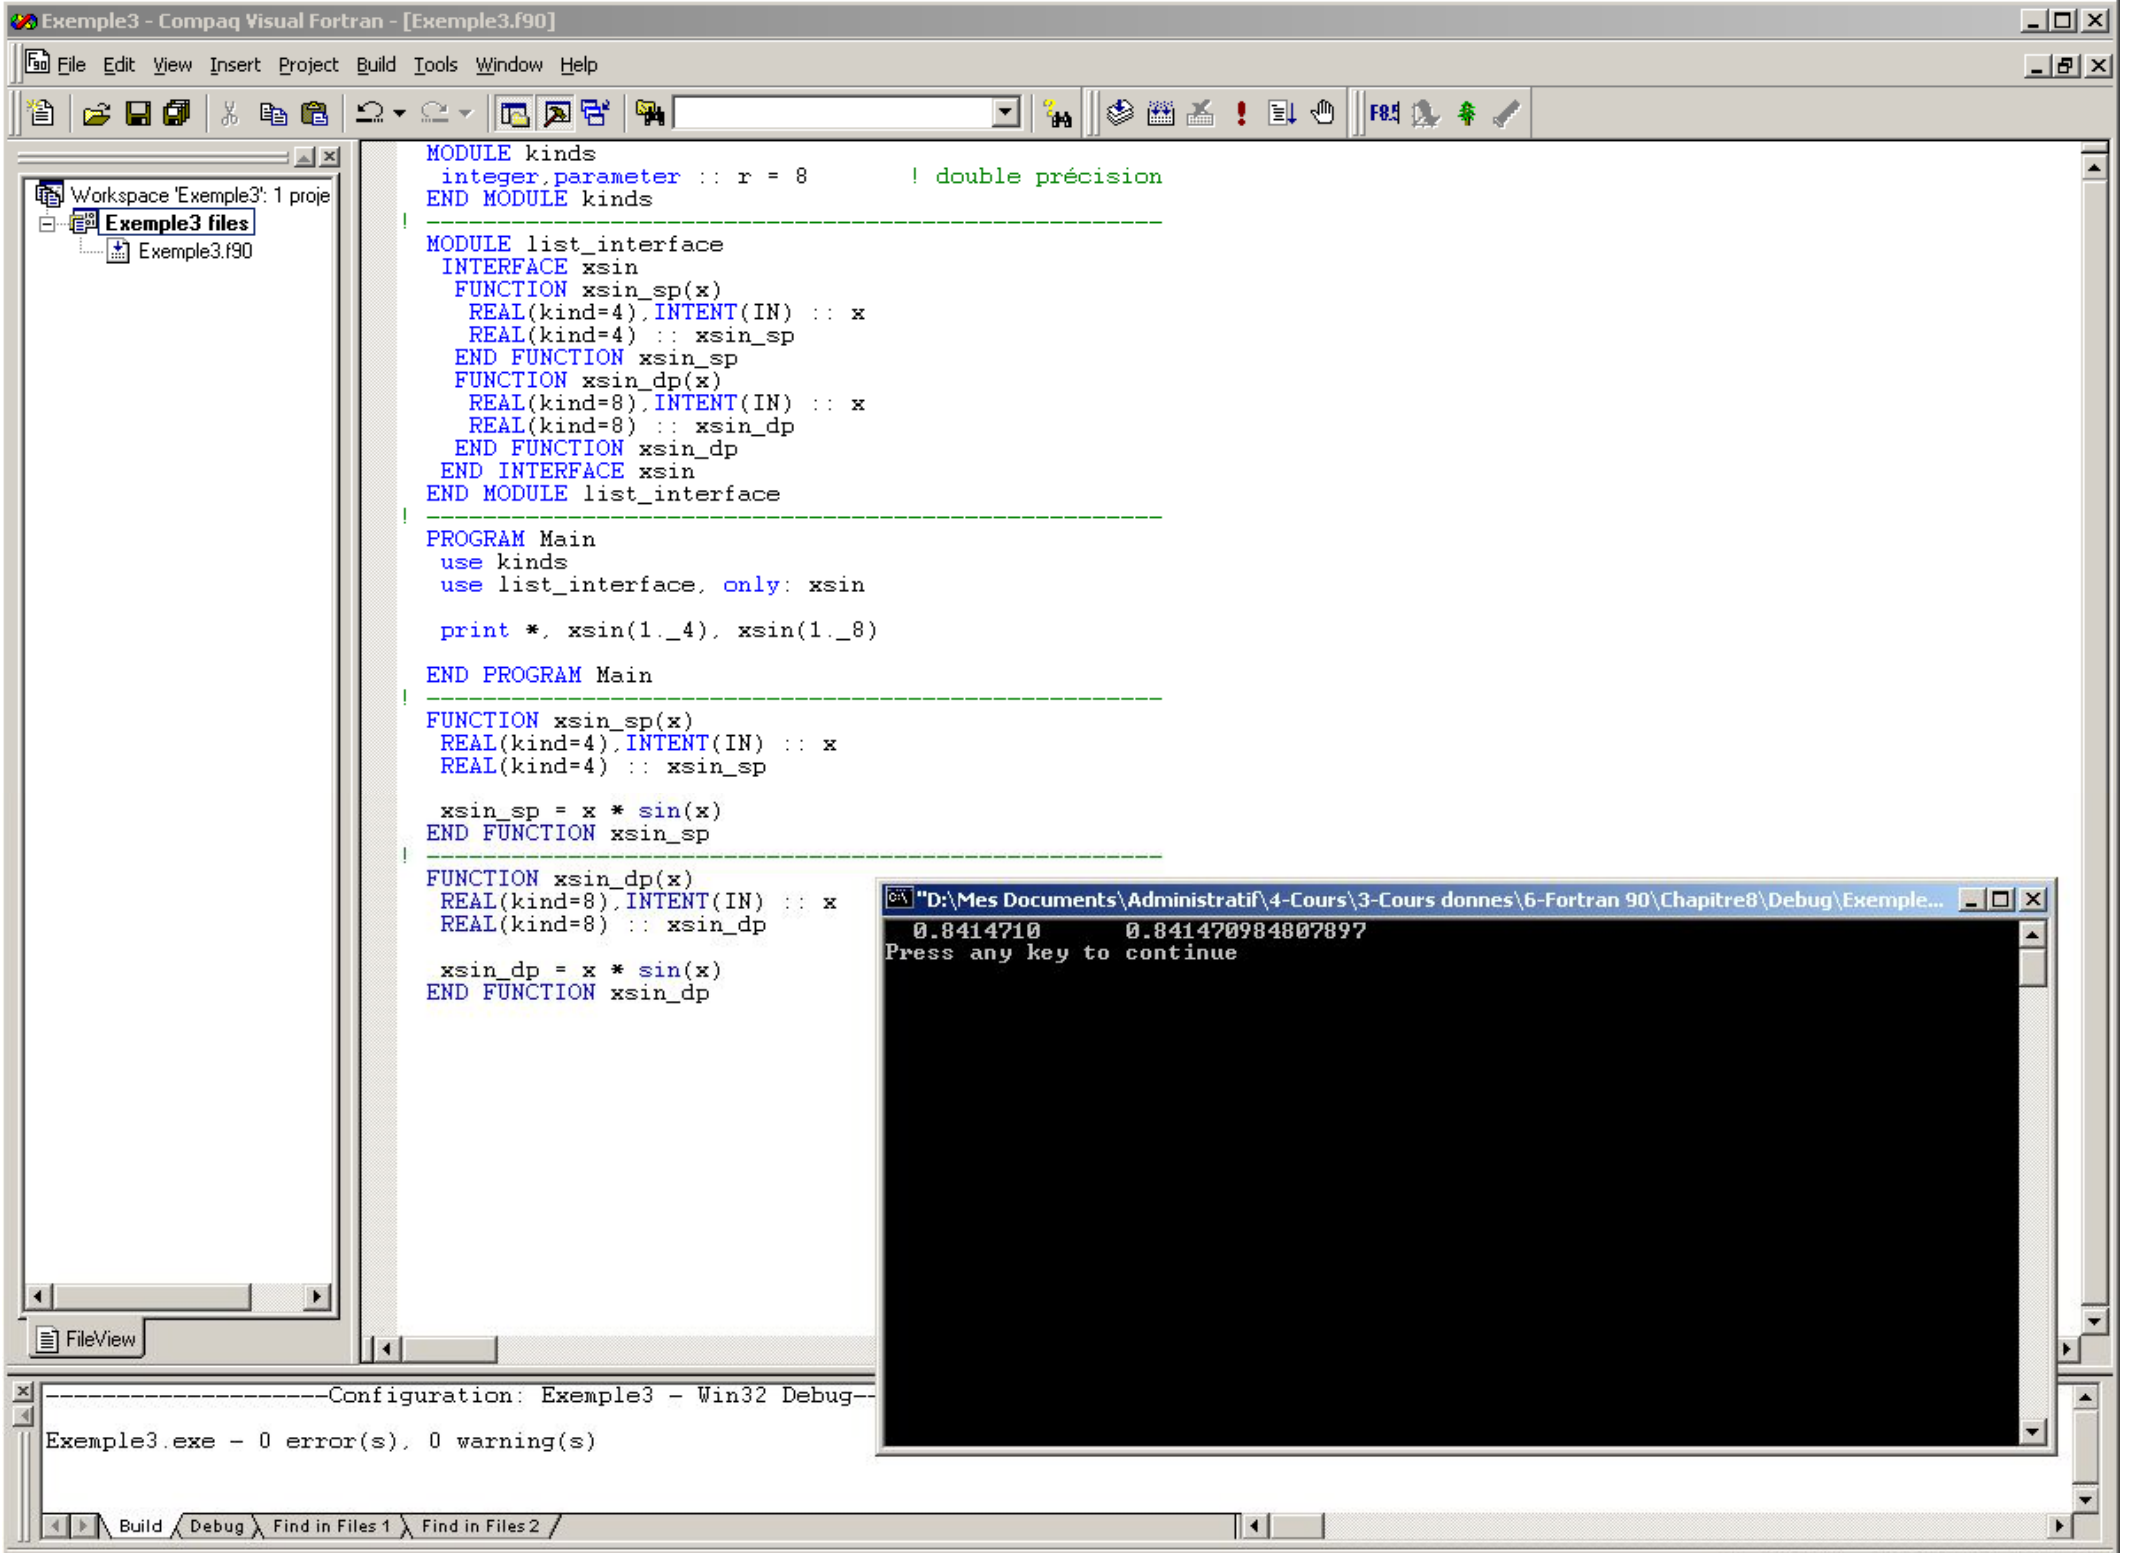 Exemple3 - Compaq Visual Fortran - [Exemple3.f90]
File Edit View Insert Project Build Tools Window Help
Workspace 'Exemple3': 1 proje
Exemple3 files
Exemple3.f90
MODULE kinds
integer,parameter :: r = 8 ! double précision
END MODULE kinds
! ----------------------------------------------------
MODULE list_interface
INTERFACE xsin
FUNCTION xsin_sp(x)
REAL(kind=4),INTENT(IN) :: x
REAL(kind=4) :: xsin_sp
END FUNCTION xsin_sp
FUNCTION xsin_dp(x)
REAL(kind=8),INTENT(IN) :: x
REAL(kind=8) :: xsin_dp
END FUNCTION xsin_dp
END INTERFACE xsin
END MODULE list_interface
! ----------------------------------------------------
PROGRAM Main
use kinds
use list_interface, only: xsin
print *, xsin(1._4), xsin(1._8)
END PROGRAM Main
! ----------------------------------------------------
FUNCTION xsin_sp(x)
REAL(kind=4),INTENT(IN) :: x
REAL(kind=4) :: xsin_sp
xsin_sp = x * sin(x)
END FUNCTION xsin_sp
! ----------------------------------------------------
FUNCTION xsin_dp(x)
REAL(kind=8),INTENT(IN) :: x
REAL(kind=8) :: xsin_dp
xsin_dp = x * sin(x)
END FUNCTION xsin_dp
"D:\Mes Documents\Administratif\4-Cours\3-Cours donnes\6-Fortran 90\Chapitre8\Debug\Exemple...
0.8414710 0.841470984807897
Press any key to continue
FileView
--------------------Configuration: Exemple3 - Win32 Debug--
Exemple3.exe - 0 error(s), 0 warning(s)
Build Debug Find in Files 1 Find in Files 2